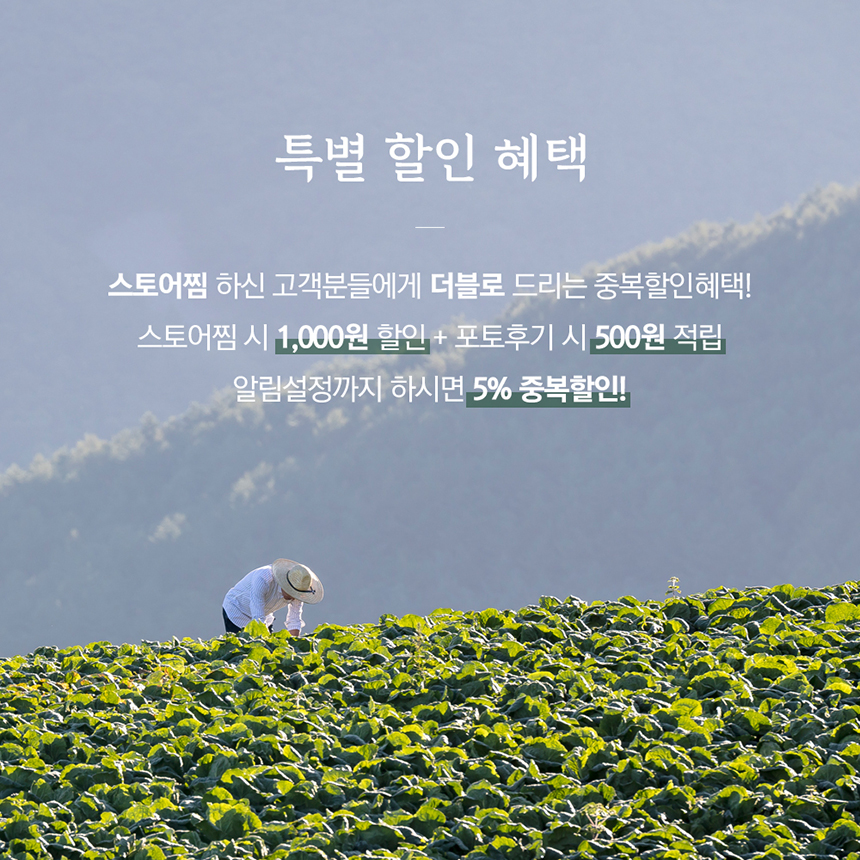 특별 할인 혜택
스토어찜 하신 고객분들에게 더블로 드리는 중복할인혜택!
스토어찜 시 1,000원 할인 + 포토후기 시 500원 적립
알림설정까지 하시면 5% 중복할인!